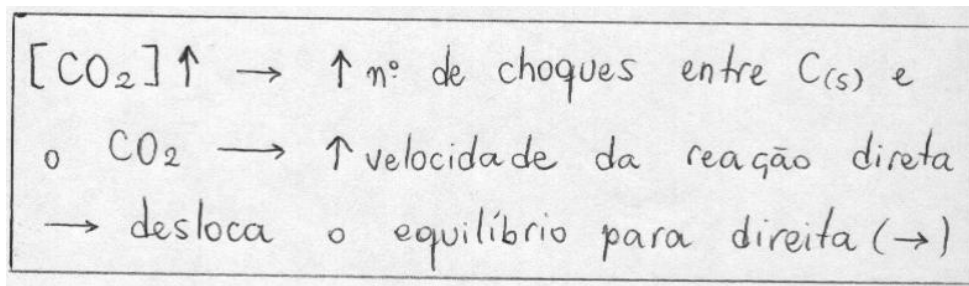 [CO₂]↑ → ↑ nº de choques entre C(s) e
o CO₂ → ↑ velocidade da reação direta
→ desloca o equilíbrio para direita (→)